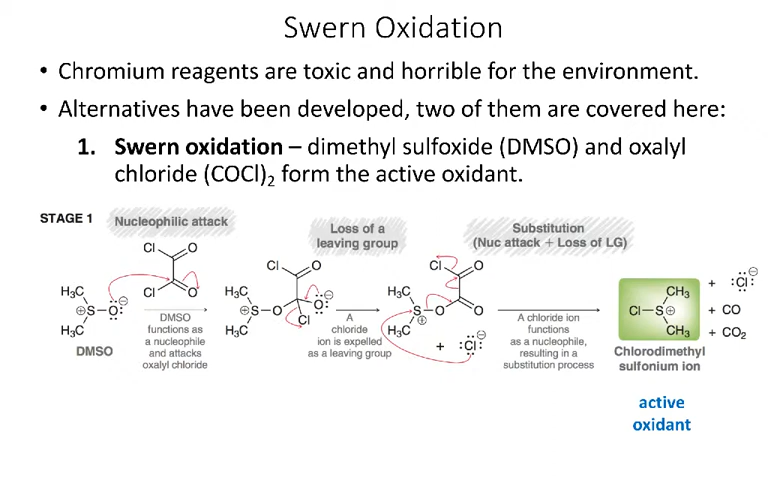 Swern Oxidation
• Chromium reagents are toxic and horrible for the environment.
• Alternatives have been developed, two of them are covered here:
1. Swern oxidation – dimethyl sulfoxide (DMSO) and oxalyl
chloride (COCl)₂ form the active oxidant.
STAGE 1
Nucleophilic attack
Loss of a
leaving group
Substitution
(Nuc attack + Loss of LG)
Cl O
Cl O
H₃C
⊕S–O:⊖
H₃C
DMSO
DMSO
functions as
a nucleophile
and attacks
oxalyl chloride
Cl O
H₃C
⊕S–O O:⊖
Cl
H₃C
A
chloride
ion is expelled
as a leaving group
Cl O
H₃C
S–O O
⊕
H₃C
+ :Cl:⊖
A chloride ion
functions
as a nucleophile,
resulting in a
substitution process
CH₃
Cl–S⊕
CH₃
Chlorodimethyl
sulfonium ion
+ :Cl:⊖
+ CO
+ CO₂
active
oxidant